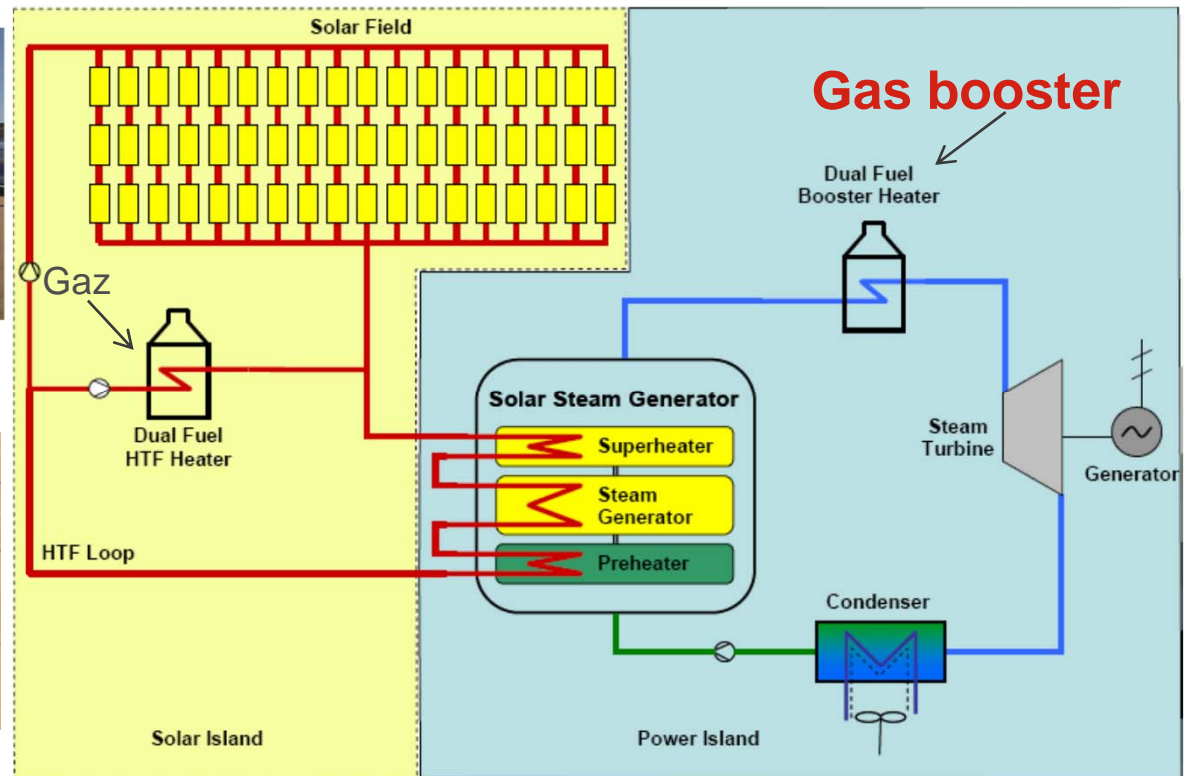 Solar Field
Gas booster
Dual Fuel
Booster Heater
Gaz
Dual Fuel
HTF Heater
Solar Steam Generator
Superheater
Steam
Generator
Preheater
Steam
Turbine
Generator
HTF Loop
Condenser
Solar Island
Power Island